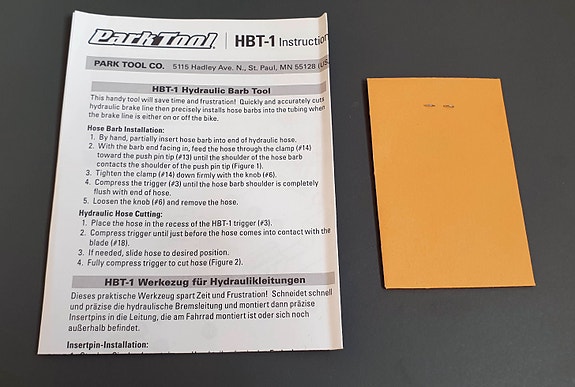 Park Tool | HBT-1 Instruction
PARK TOOL CO. 5115 Hadley Ave. N., St. Paul, MN 55128 (US
HBT-1 Hydraulic Barb Tool
This handy tool will save time and frustration! Quickly and accurately cuts
hydraulic brake line then precisely installs hose barbs into the tubing when
the brake line is either on or off the bike.
Hose Barb Installation:
1. By hand, partially insert hose barb into end of hydraulic hose.
2. With the barb end facing in, feed the hose through the clamp (#14)
toward the push pin tip (#13) until the shoulder of the hose barb
contacts the shoulder of the push pin tip (Figure 1).
3. Tighten the clamp (#14) down firmly with the knob (#6).
4. Compress the trigger (#3) until the hose barb shoulder is completely
flush with end of hose.
5. Loosen the knob (#6) and remove the hose.
Hydraulic Hose Cutting:
1. Place the hose in the recess of the HBT-1 trigger (#3).
2. Compress trigger until just before the hose comes into contact with the
blade (#18).
3. If needed, slide hose to desired position.
4. Fully compress trigger to cut hose (Figure 2).
HBT-1 Werkezug für Hydraulikleitungen
Dieses praktische Werkzeug spart Zeit und Frustration! Schneidet schnell
und präzise die hydraulische Bremsleitung und montiert dann präzise
Insertpins in die Leitung, die am Fahrrad montiert ist oder sich noch
außerhalb befindet.
Insertpin-Installation: